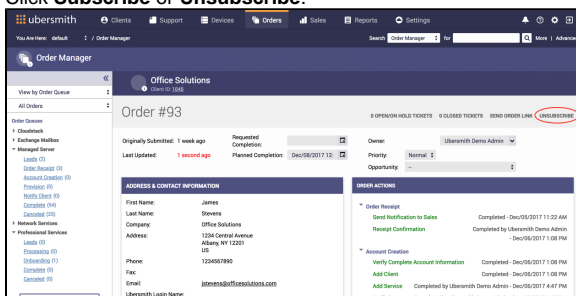 Click Subscribe or Unsubscribe.
ubersmith Clients Support Devices Orders Sales Reports Settings
You Are Here: default / Order Manager Search Order Manager for More | Advance
Order Manager
Office Solutions
Client ID: 1045
View by Order Queue
All Orders
Order Queues
Cloudstack
Exchange Mailbox
Managed Server
Leads (2)
Order Receipt (3)
Account Creation (0)
Provision (0)
Notify Client (0)
Complete (54)
Canceled (25)
Network Services
Professional Services
Leads (0)
Processing (0)
Onboarding (1)
Complete (0)
Canceled (0)
Order #93
0 OPEN/ON HOLD TICKETS 0 CLOSED TICKETS SEND ORDER LINK UNSUBSCRIBE
Originally Submitted: 1 week ago
Requested Completion:
Owner: Ubersmith Demo Admin
Last Updated: 1 second ago
Planned Completion: Dec/08/2017 12:
Priority: Normal
Opportunity: --
ADDRESS & CONTACT INFORMATION
First Name: James
Last Name: Stevens
Company: Office Solutions
Address: 1234 Central Avenue
Albany, NY 12201
US
Phone: 1234567890
Fax:
Email: jstevens@officesolutions.com
Ubersmith Login Name:
ORDER ACTIONS
Order Receipt
Send Notification to Sales Completed - Dec/05/2017 11:22 AM
Receipt Confirmation Completed by Ubersmith Demo Admin
- Dec/06/2017 1:08 PM
Account Creation
Verify Complete Account Information Completed - Dec/06/2017 1:08 PM
Add Client Completed - Dec/06/2017 1:08 PM
Add Service Completed by Ubersmith Demo Admin - Dec/06/2017 4:47 PM